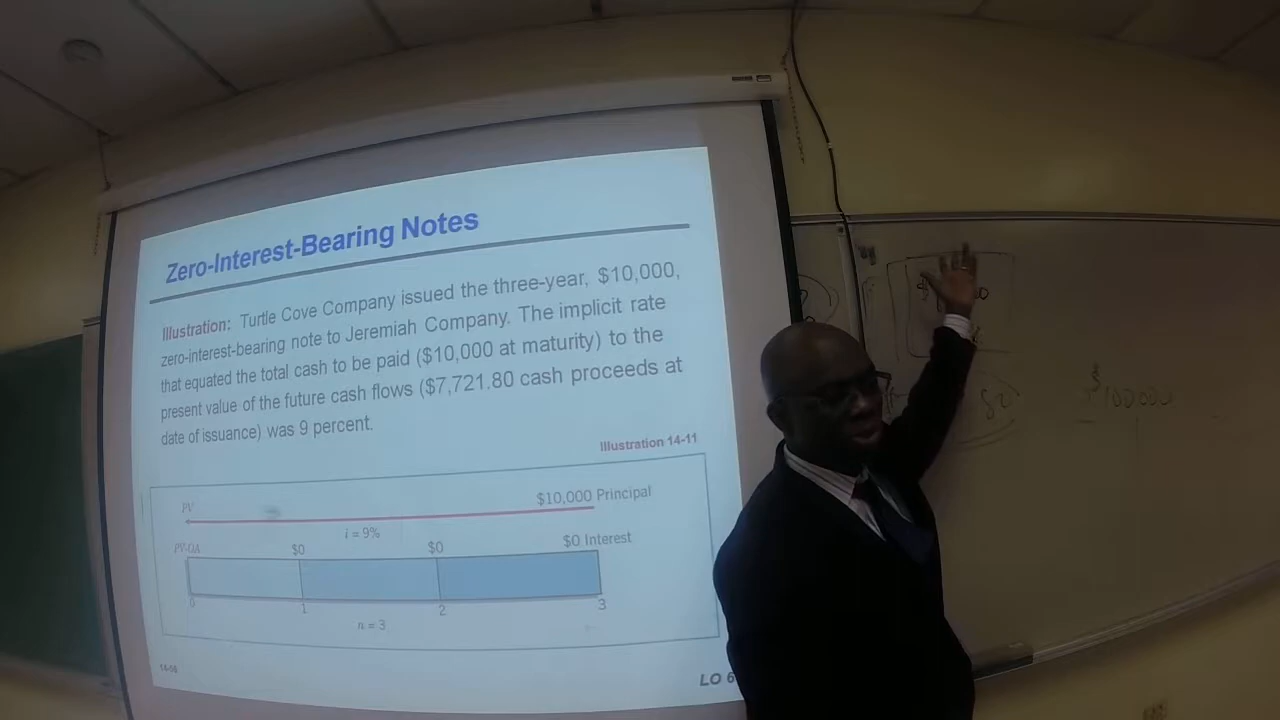 Zero-Interest-Bearing Notes
Illustration: Turtle Cove Company issued the three-year, $10,000,
zero-interest-bearing note to Jeremiah Company. The implicit rate
that equated the total cash to be paid ($10,000 at maturity) to the
present value of the future cash flows ($7,721.80 cash proceeds at
date of issuance) was 9 percent.
Illustration 14-11
PV
$10,000 Principal
i = 9%
PV-OA
$0
$0
$0 Interest
0
1
2
3
n = 3
LO 6
$100000